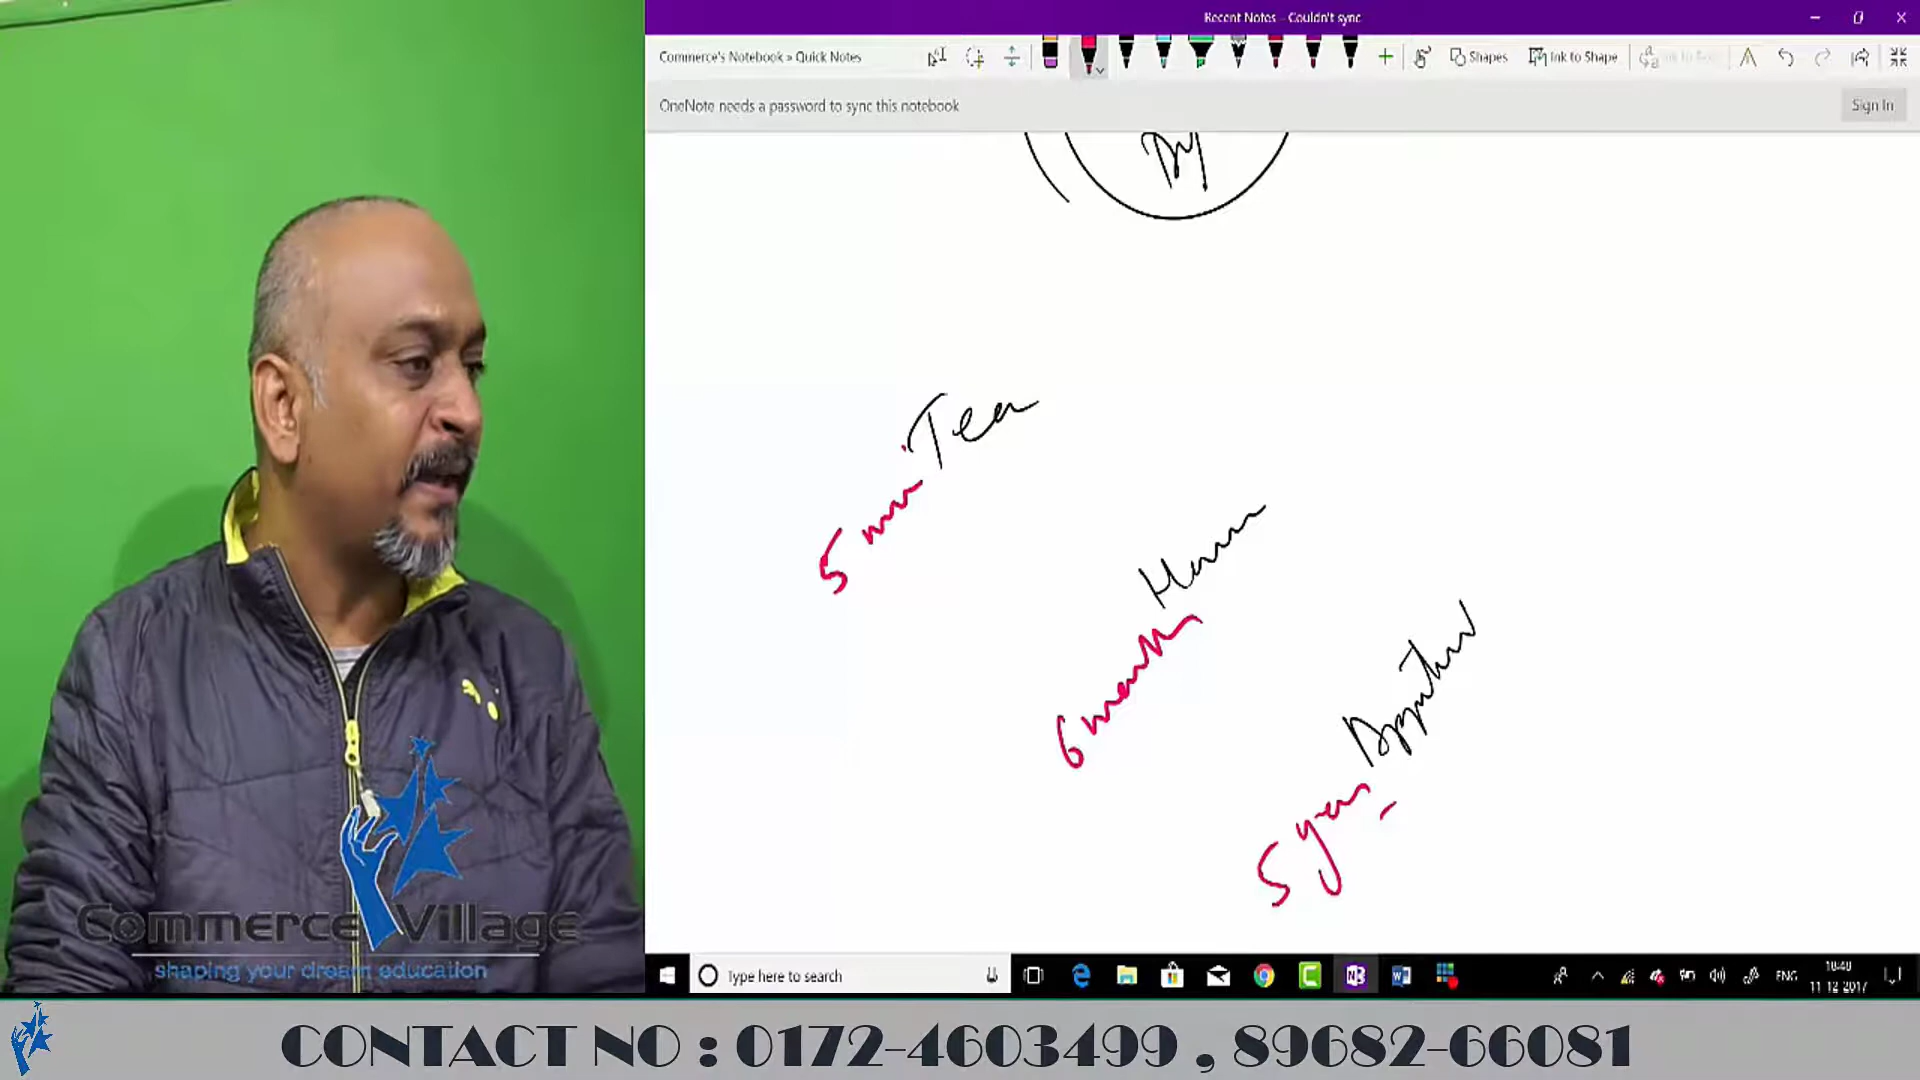 Recent Notes - Couldn't sync
Commerce's Notebook » Quick Notes
Shapes
Ink to Shape
OneNote needs a password to sync this notebook
Sign In
Tea
5 min
6 months
5 years
Commerce Village
shaping your dream education
Type here to search
ENG
11-12-2017
CONTACT NO : 0172-4603499 , 89682-66081